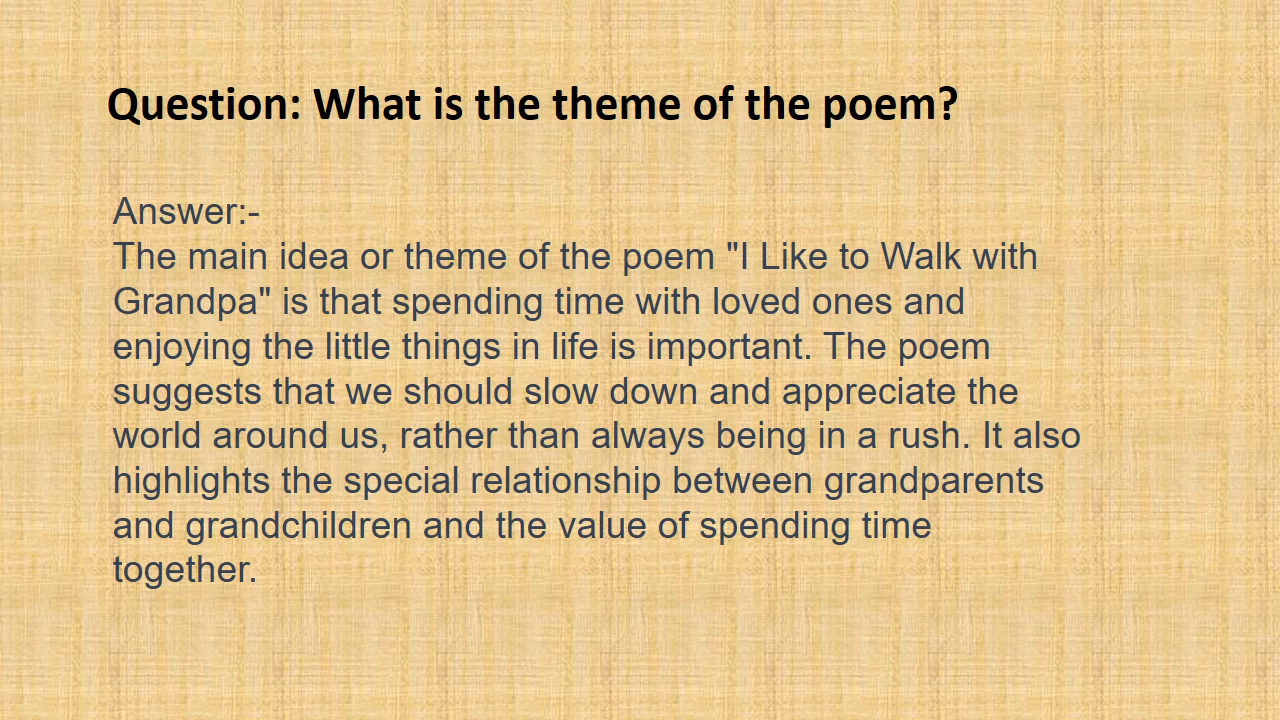 Question: What is the theme of the poem?
Answer:-
The main idea or theme of the poem "I Like to Walk with
Grandpa" is that spending time with loved ones and
enjoying the little things in life is important. The poem
suggests that we should slow down and appreciate the
world around us, rather than always being in a rush. It also
highlights the special relationship between grandparents
and grandchildren and the value of spending time
together.